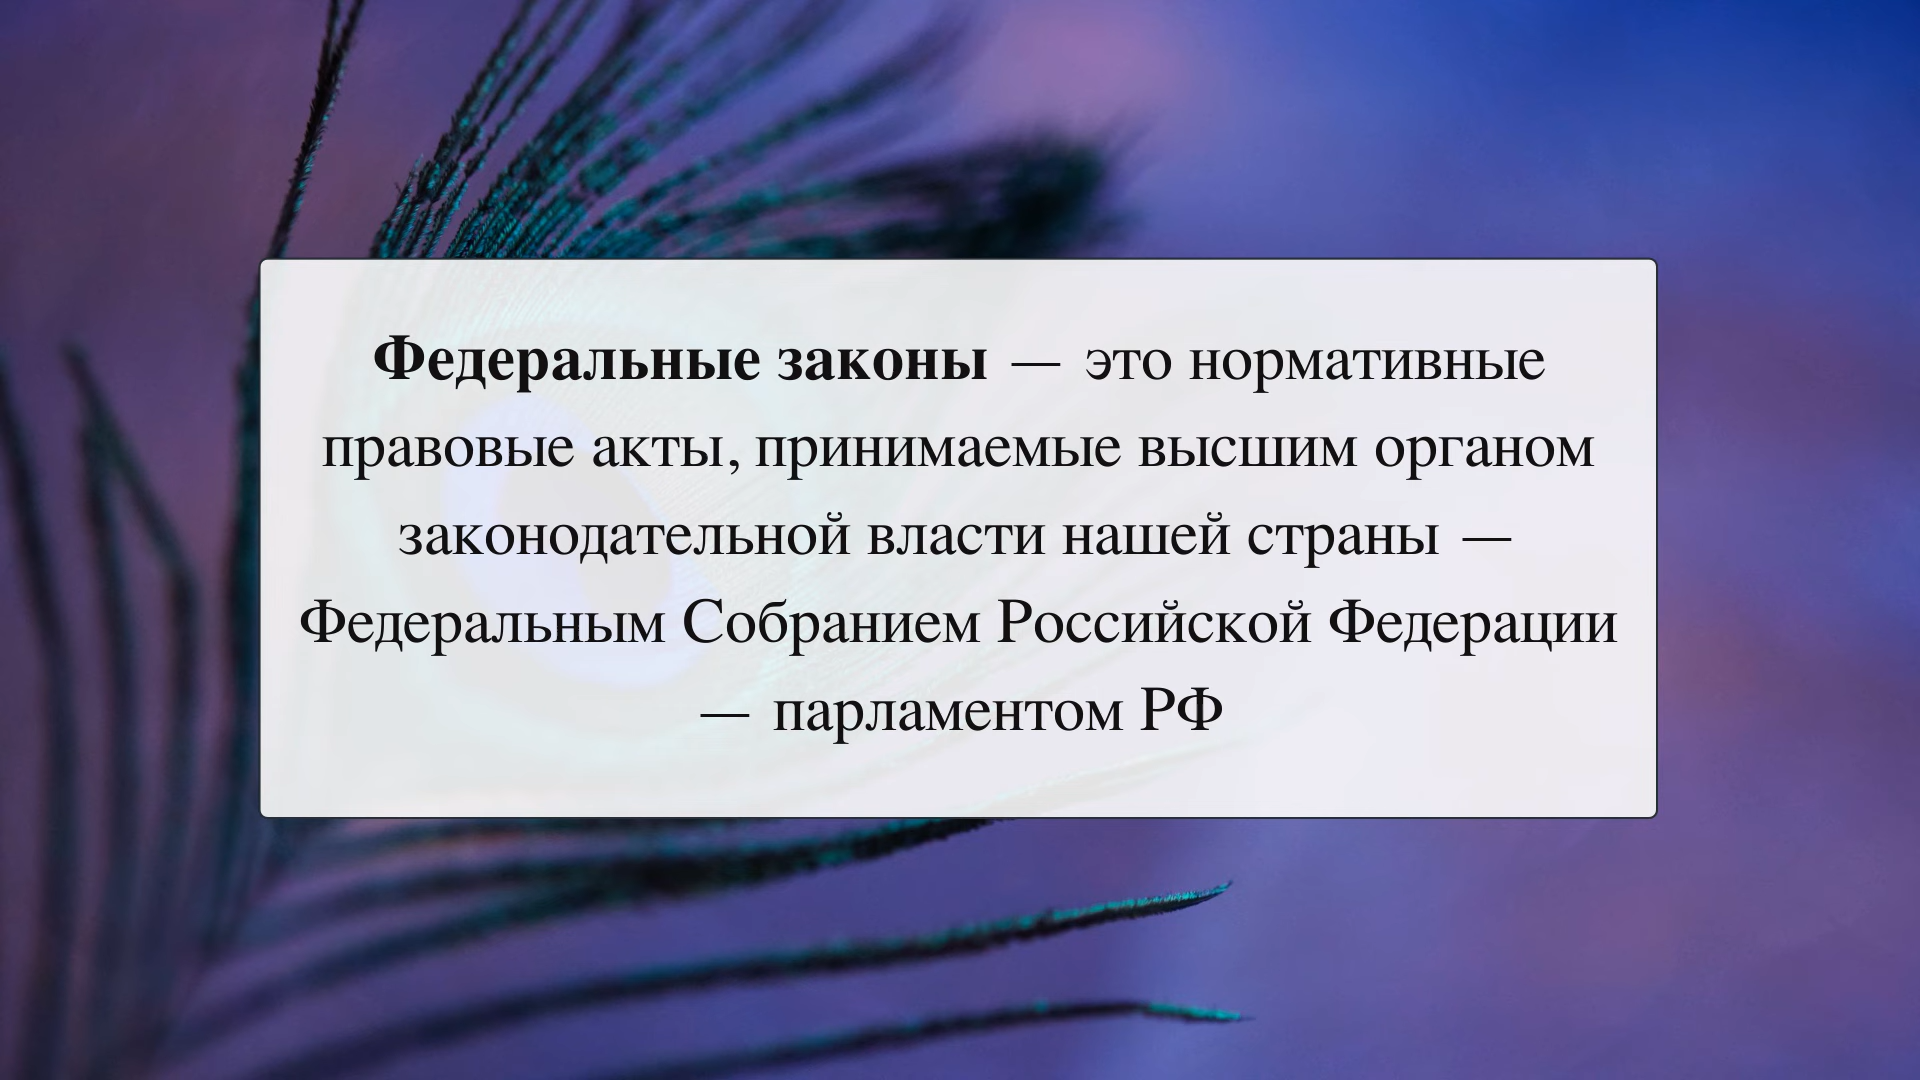 Федеральные законы — это нормативные
правовые акты, принимаемые высшим органом
законодательной власти нашей страны —
Федеральным Собранием Российской Федерации
— парламентом РФ